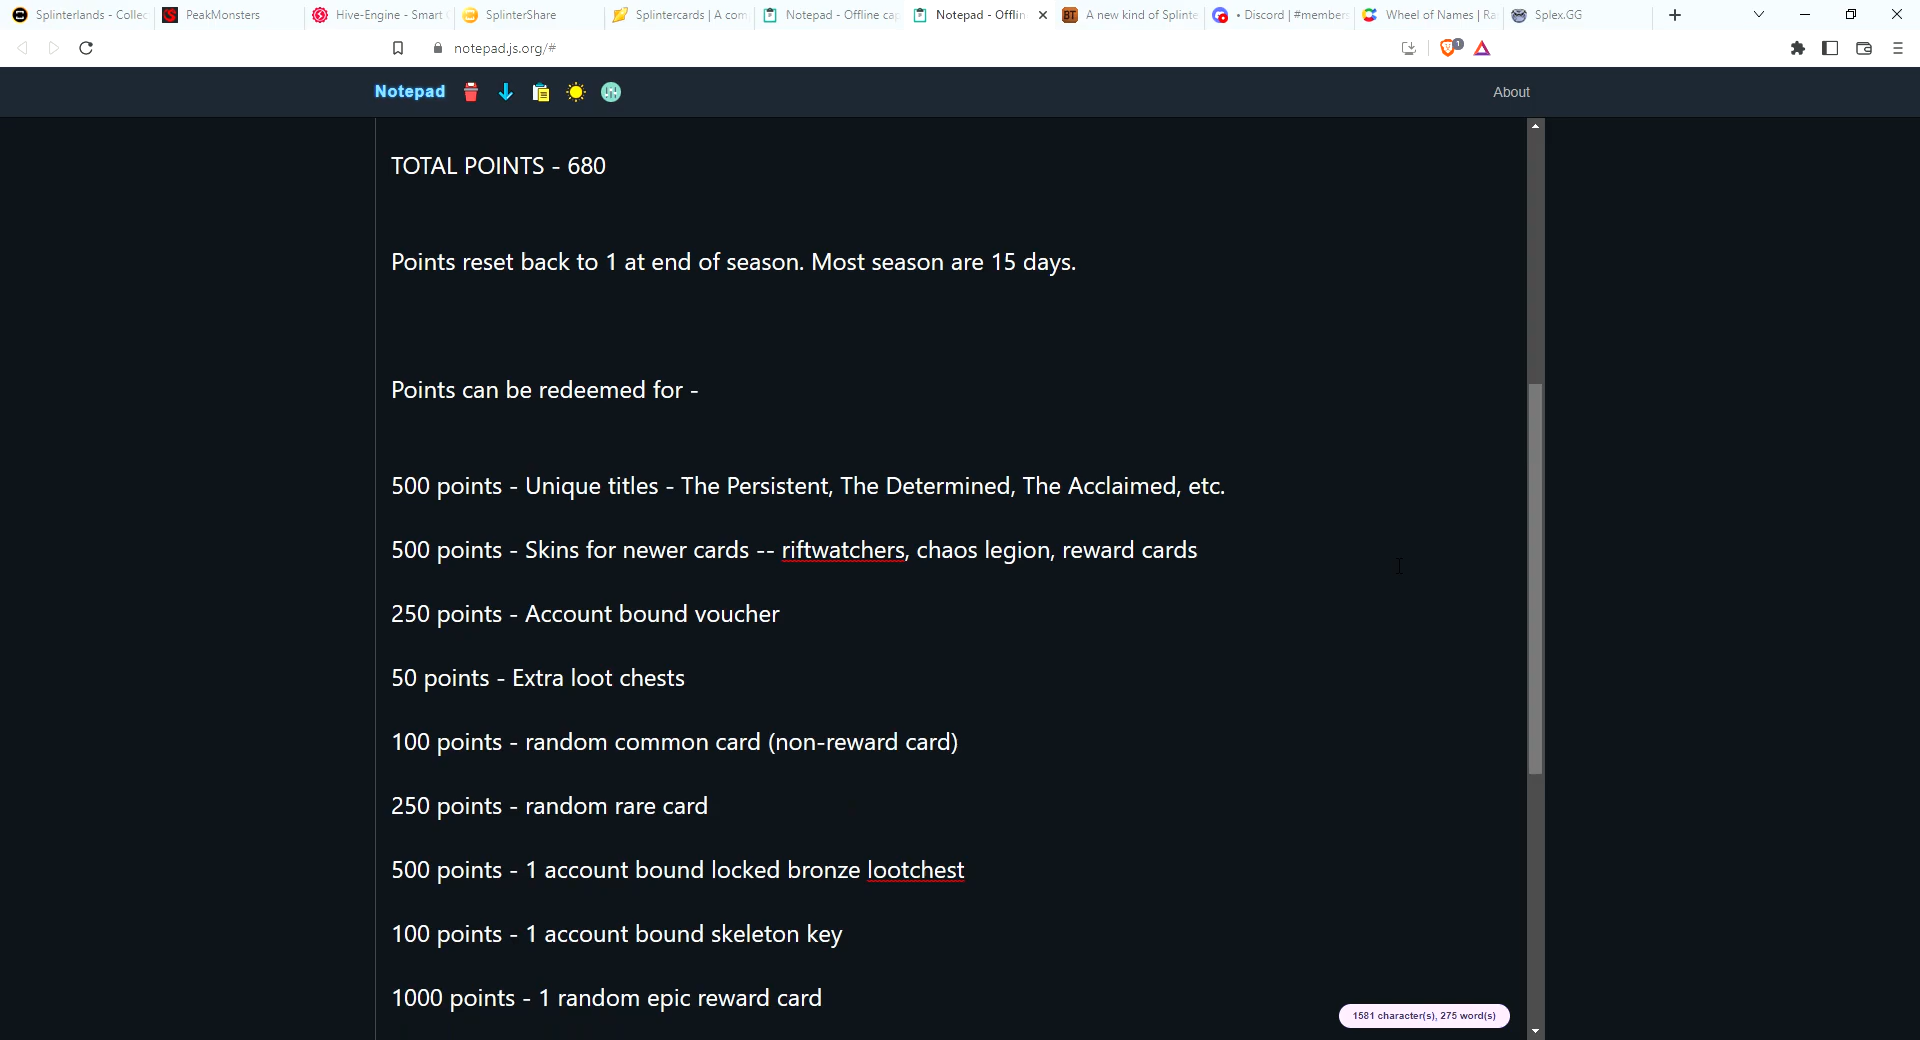 Splinterlands - Collec
PeakMonsters
Hive-Engine - Smart
SplinterShare
Splintercards | A com
Notepad - Offline cap
Notepad - Offlin
BT
A new kind of Splinte
• Discord | #member
Wheel of Names | Ra
Splex.GG
notepad.js.org/#
1
Notepad
About
TOTAL POINTS - 680
Points reset back to 1 at end of season. Most season are 15 days.
Points can be redeemed for -
500 points - Unique titles - The Persistent, The Determined, The Acclaimed, etc.
500 points - Skins for newer cards -- riftwatchers, chaos legion, reward cards
250 points - Account bound voucher
50 points - Extra loot chests
100 points - random common card (non-reward card)
250 points - random rare card
500 points - 1 account bound locked bronze lootchest
100 points - 1 account bound skeleton key
1000 points - 1 random epic reward card
1581 character(s), 275 word(s)